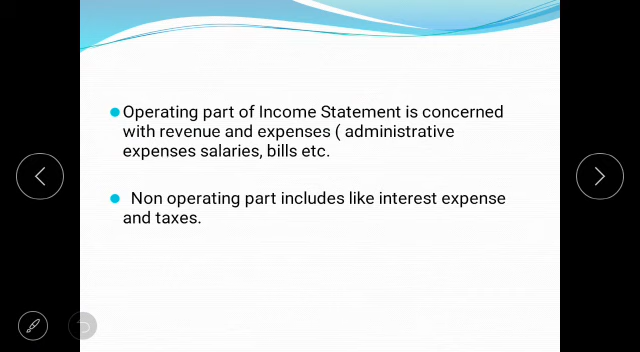 Operating part of Income Statement is concerned
with revenue and expenses ( administrative
expenses salaries, bills etc.
Non operating part includes like interest expense
and taxes.